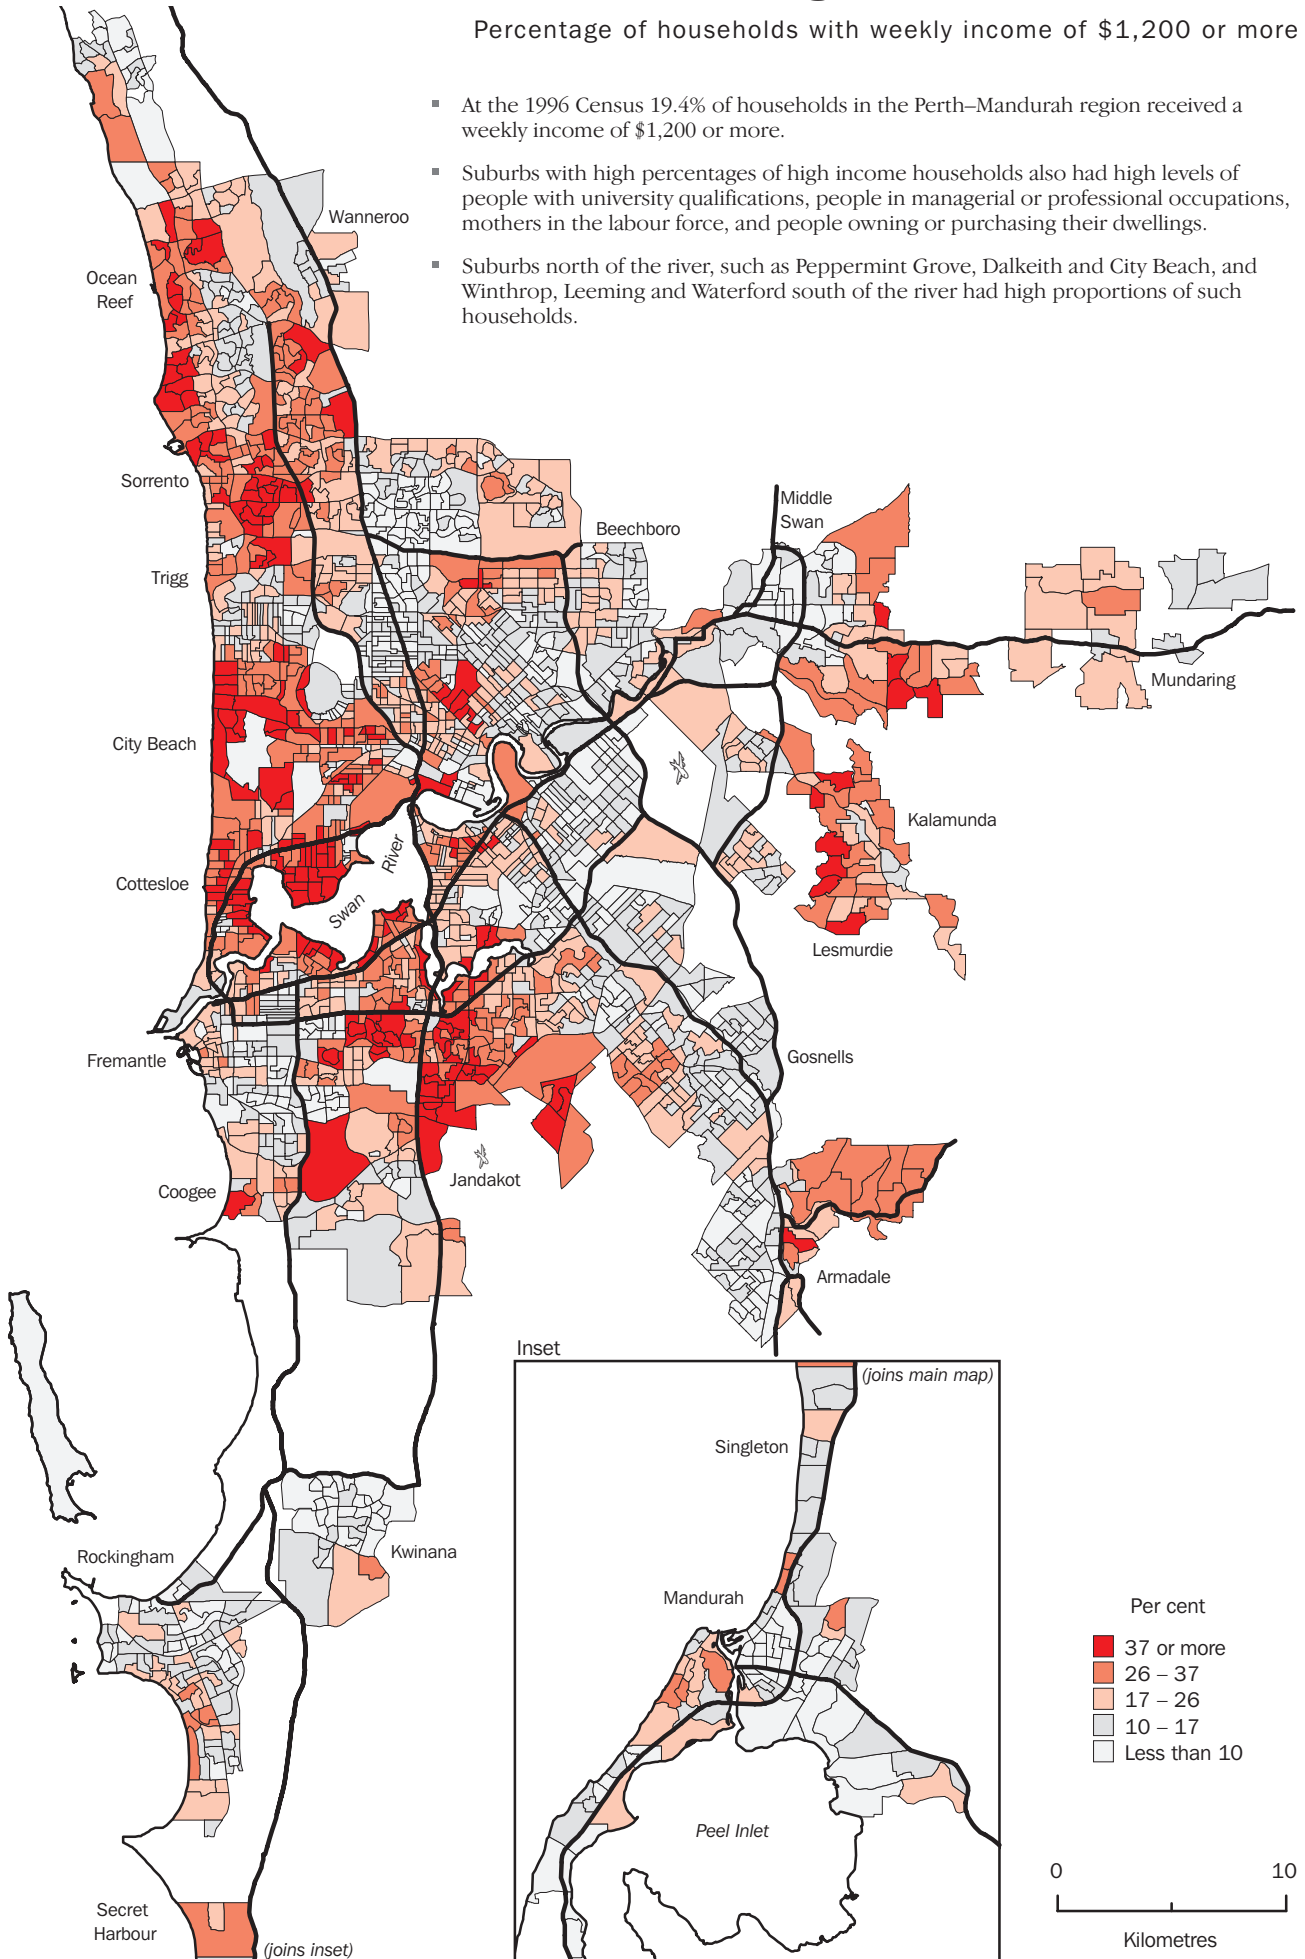 Percentage of households with weekly income of $1,200 or more
▪ At the 1996 Census 19.4% of households in the Perth–Mandurah region received a
weekly income of $1,200 or more.
▪ Suburbs with high percentages of high income households also had high levels of
people with university qualifications, people in managerial or professional occupations,
mothers in the labour force, and people owning or purchasing their dwellings.
▪ Suburbs north of the river, such as Peppermint Grove, Dalkeith and City Beach, and
Winthrop, Leeming and Waterford south of the river had high proportions of such
households.
Wanneroo
Ocean
Reef
Sorrento
Middle
Swan
Beechboro
Trigg
Mundaring
City Beach
Kalamunda
River
Cottesloe
Swan
Lesmurdie
Fremantle
Gosnells
Jandakot
Coogee
Armadale
Inset
(joins main map)
Singleton
Rockingham
Kwinana
Mandurah
Per cent
37 or more
26 – 37
17 – 26
10 – 17
Less than 10
Peel Inlet
0 10
Kilometres
Secret
Harbour
(joins inset)